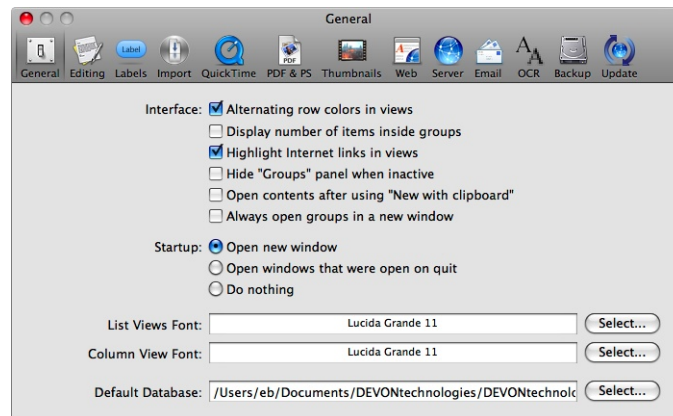 General
Label
PDF
General Editing Labels Import QuickTime PDF & PS Thumbnails Web Server Email OCR Backup Update
Interface: Alternating row colors in views
Display number of items inside groups
Highlight Internet links in views
Hide "Groups" panel when inactive
Open contents after using "New with clipboard"
Always open groups in a new window
Startup: Open new window
Open windows that were open on quit
Do nothing
List Views Font: Lucida Grande 11 Select...
Column View Font: Lucida Grande 11 Select...
Default Database: /Users/eb/Documents/DEVONtechnologies/DEVONtechnolo Select...